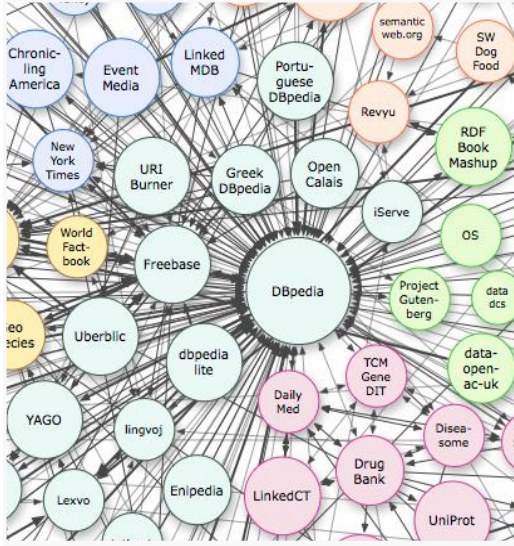 semantic
web.org
SW
Dog
Food
Chronic-
ling
America
Event
Media
Linked
MDB
Portu-
guese
DBpedia
Revyu
RDF
Book
Mashup
New
York
Times
URI
Burner
Greek
DBpedia
Open
Calais
iServe
World
Fact-
book
Freebase
DBpedia
OS
Project
Guten-
berg
data
dcs
Uberblic
dbpedia
lite
TCM
Gene
DIT
data-
open-
ac-uk
Daily
Med
YAGO
lingvoj
Disea-
some
Drug
Bank
Lexvo
Enipedia
LinkedCT
UniProt